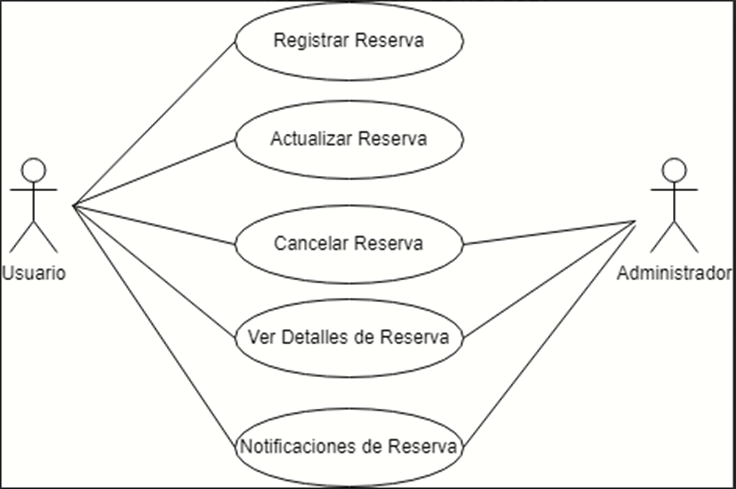 Registrar Reserva
Actualizar Reserva
Cancelar Reserva
Usuario
Administrador
Ver Detalles de Reserva
Notificaciones de Reserva